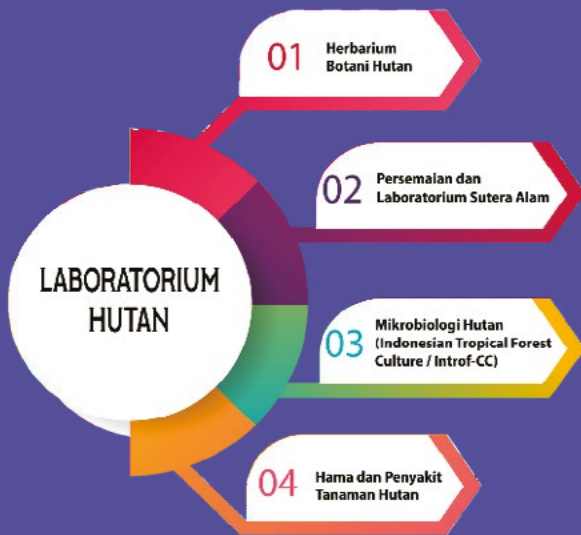 LABORATORIUM
HUTAN
01
Herbarium
Botani Hutan
02
Persemaian dan
Laboratorium Sutera Alam
03
Mikrobiologi Hutan
(Indonesian Tropical Forest
Culture / Introf-CC)
04
Hama dan Penyakit
Tanaman Hutan